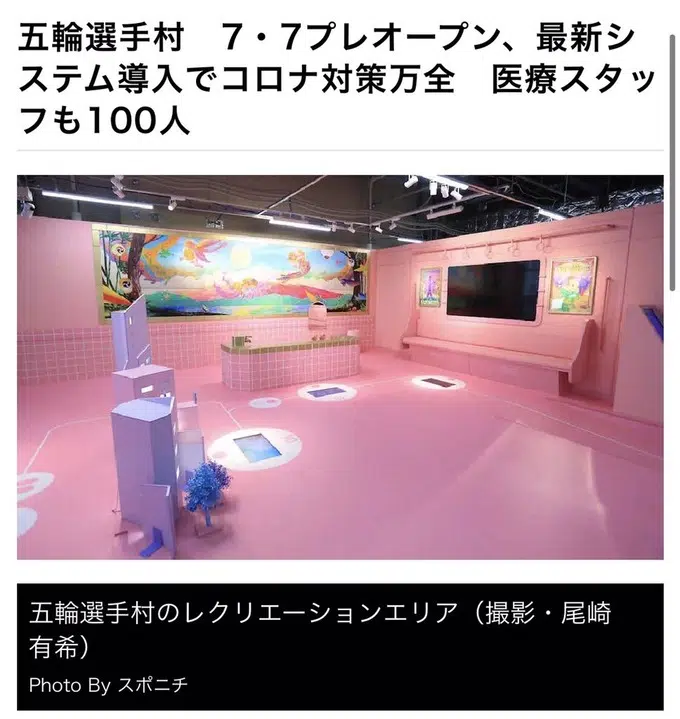 五輪選手村　7・7プレオープン、最新シ
ステム導入でコロナ対策万全　医療スタッ
フも100人
五輪選手村のレクリエーションエリア（撮影・尾崎
有希）
Photo By スポニチ